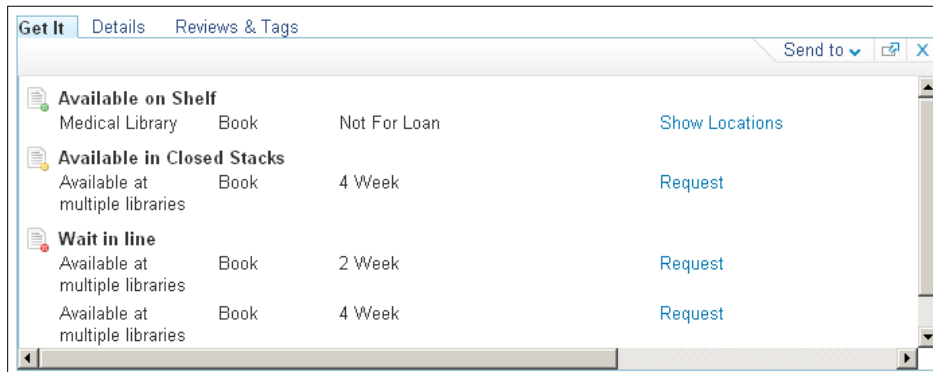 Get It Details Reviews & Tags
Send to
Available on Shelf
Medical Library Book Not For Loan Show Locations
Available in Closed Stacks
Available at Book 4 Week Request
multiple libraries
Wait in line
Available at Book 2 Week Request
multiple libraries
Available at Book 4 Week Request
multiple libraries